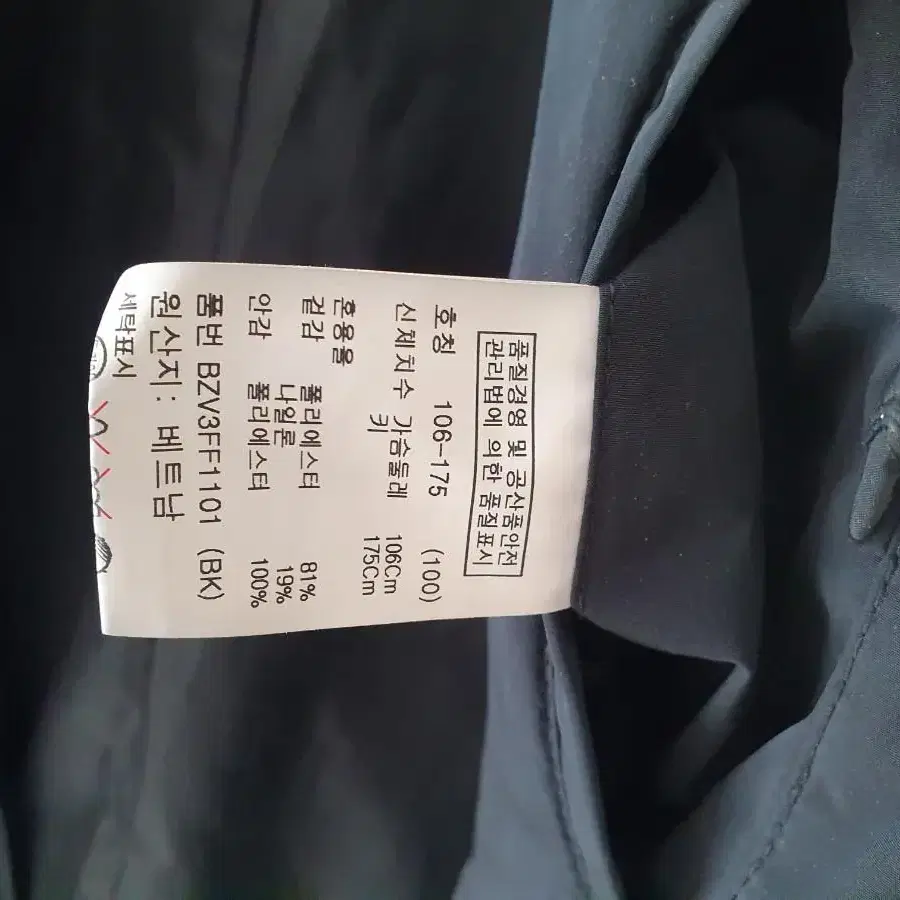 품질경영 및 공산품안전
관리법에 의한 품질표시
호칭 106-175 (100)
신체치수 가슴둘레 106Cm
키 175Cm
혼용율
겉감 폴리에스터 81%
나일론 19%
안감 폴리에스터 100%
품번 BZV3FF1101 (BK)
원산지: 베트남
세탁표시